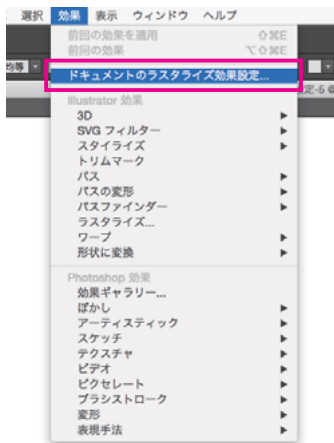 選択 効果 表示 ウィンドウ ヘルプ
前回の効果を適用 ⇧⌘E
前回の効果 ⌥⇧⌘E
均等
ドキュメントのラスタライズ効果設定...
定-5 @
Illustrator 効果
3D
SVG フィルター
スタイライズ
トリムマーク
パス
パスの変形
パスファインダー
ラスタライズ...
ワープ
形状に変換
Photoshop 効果
効果ギャラリー...
ぼかし
アーティスティック
スケッチ
テクスチャ
ビデオ
ピクセレート
ブラシストローク
変形
表現手法